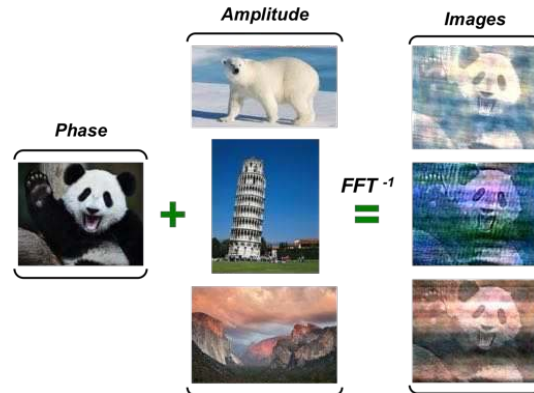 Amplitude
Images
Phase
+
FFT -1
=